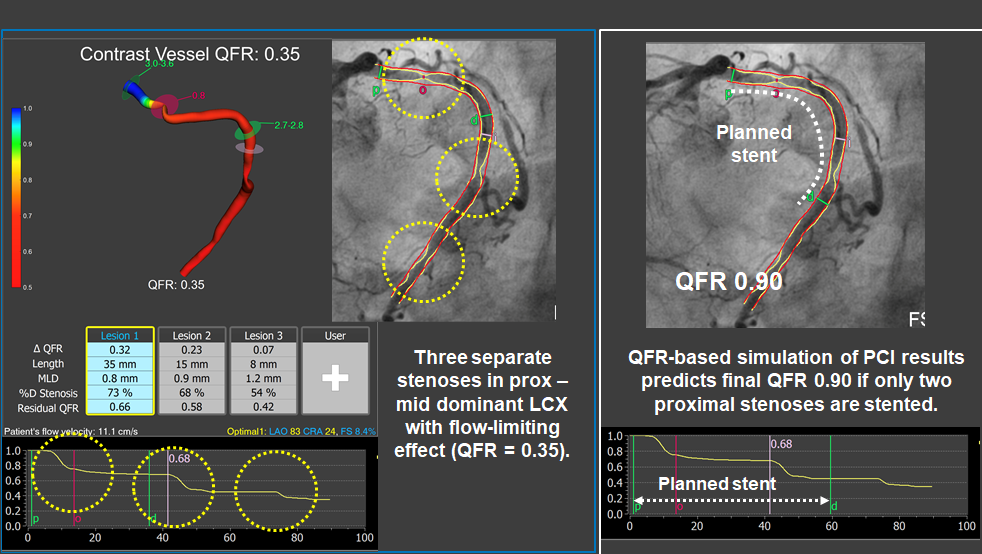 Contrast Vessel QFR: 0.35
3.0-3.6
-0.8
2.7-2.8
1.0
0.9
0.8
0.7
0.6
0.5
QFR: 0.35
p
o
d
Lesion 1 Lesion 2 Lesion 3 User
Δ QFR 0.32 0.23 0.07
Length 35 mm 15 mm 8 mm
MLD 0.8 mm 0.9 mm 1.2 mm
%D Stenosis 73 % 68 % 54 %
Residual QFR 0.66 0.58 0.42
Patient's flow velocity: 11.1 cm/s
Optimal1: LAO 83 CRA 24, FS 8.4%
1.0
0.8
0.6
0.4
0.2
0.0
p
o
d
0.68
0 20 40 60 80 100
Three separate
stenoses in prox –
mid dominant LCX
with flow-limiting
effect (QFR = 0.35).
p
o
d
Planned
stent
QFR 0.90
FS
QFR-based simulation of PCI results
predicts final QFR 0.90 if only two
proximal stenoses are stented.
1.0
0.8
0.6
0.4
0.2
0.0
0.68
Planned stent
p
o
d
0 20 40 60 80 100